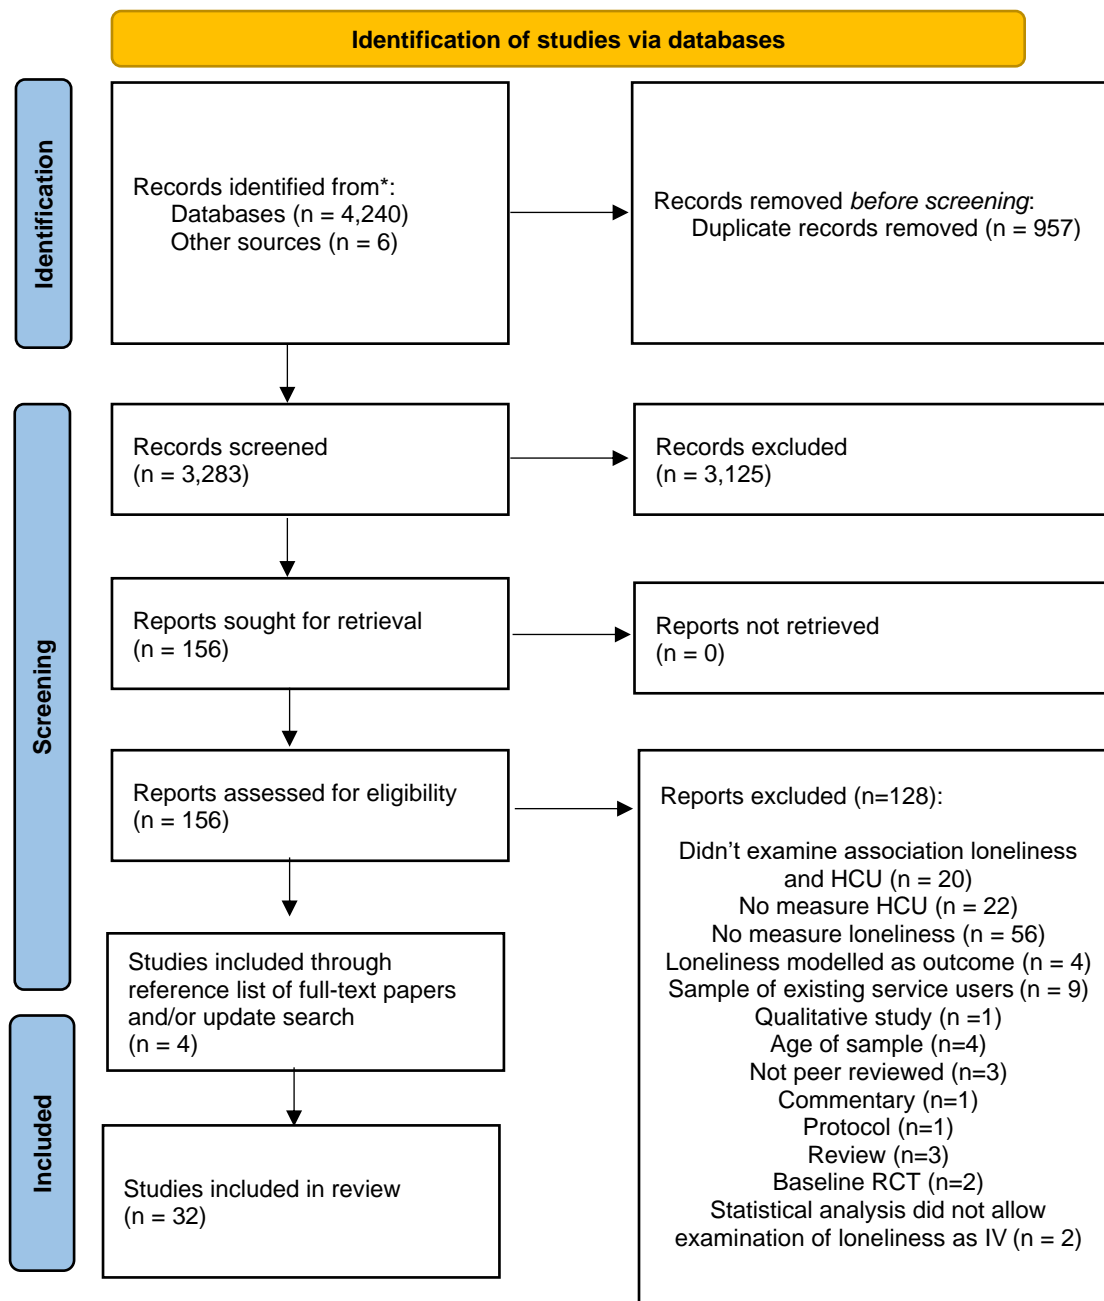 Identification of studies via databases
Identification
Records identified from*:
Databases (n = 4,240)
Other sources (n = 6)
Records removed before screening:
Duplicate records removed (n = 957)
Screening
Records screened
(n = 3,283)
Records excluded
(n = 3,125)
Reports sought for retrieval
(n = 156)
Reports not retrieved
(n = 0)
Reports assessed for eligibility
(n = 156)
Reports excluded (n=128):
Didn’t examine association loneliness
and HCU (n = 20)
No measure HCU (n = 22)
No measure loneliness (n = 56)
Loneliness modelled as outcome (n = 4)
Sample of existing service users (n = 9)
Qualitative study (n =1)
Age of sample (n=4)
Not peer reviewed (n=3)
Commentary (n=1)
Protocol (n=1)
Review (n=3)
Baseline RCT (n=2)
Statistical analysis did not allow
examination of loneliness as IV (n = 2)
Studies included through
reference list of full-text papers
and/or update search
(n = 4)
Included
Studies included in review
(n = 32)